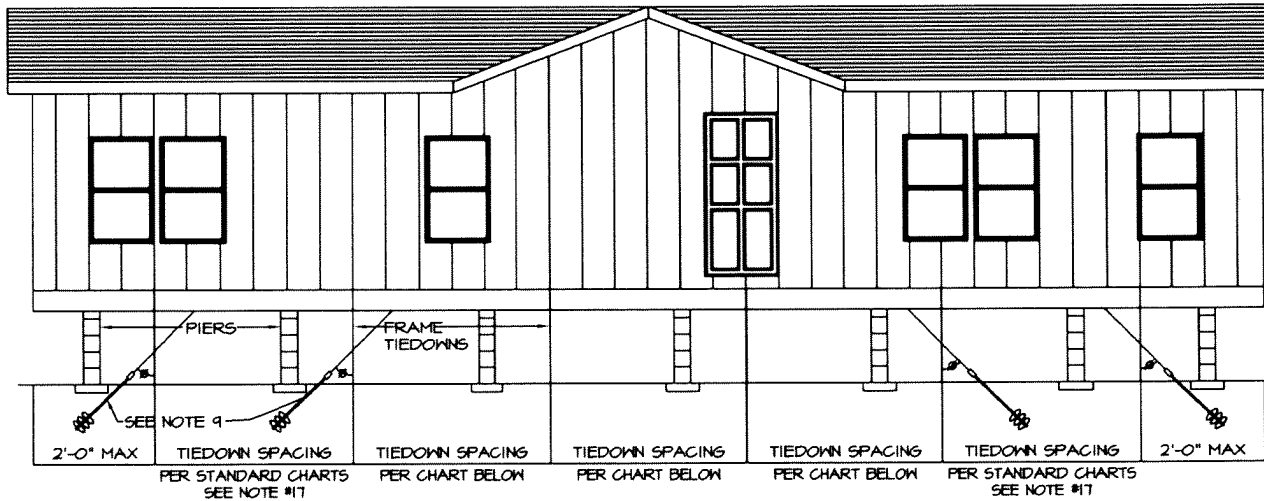 PIERS
FRAME
TIEDOWNS
SEE NOTE 9
2'-0" MAX TIEDOWN SPACING TIEDOWN SPACING TIEDOWN SPACING TIEDOWN SPACING TIEDOWN SPACING 2'-0" MAX
PER STANDARD CHARTS PER CHART BELOW PER CHART BELOW PER CHART BELOW PER STANDARD CHARTS
SEE NOTE #17 SEE NOTE #17